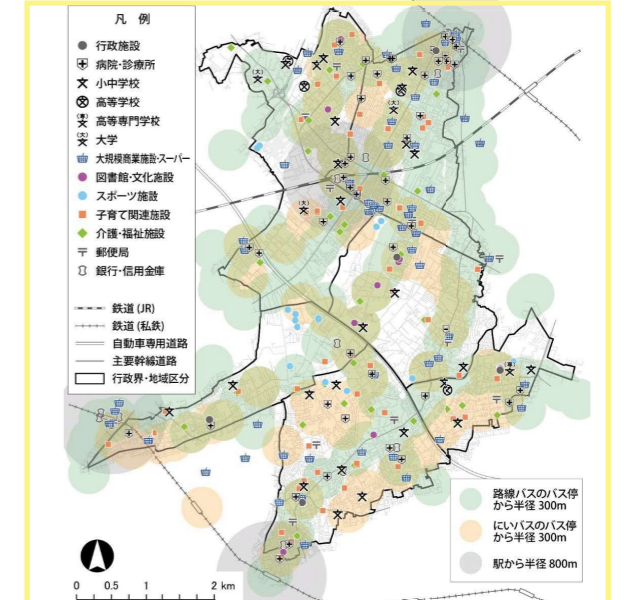 凡 例
行政施設
病院・診療所
小中学校
高等学校
高等専門学校
大学
大規模商業施設・スーパー
図書館・文化施設
スポーツ施設
子育て関連施設
介護・福祉施設
郵便局
銀行・信用金庫
鉄道 (JR)
鉄道 (私鉄)
自動車専用道路
主要幹線道路
行政界・地域区分
路線バスのバス停
から半径 300m
にいバスのバス停
から半径 300m
駅から半径 800m
0 0.5 1 2 km